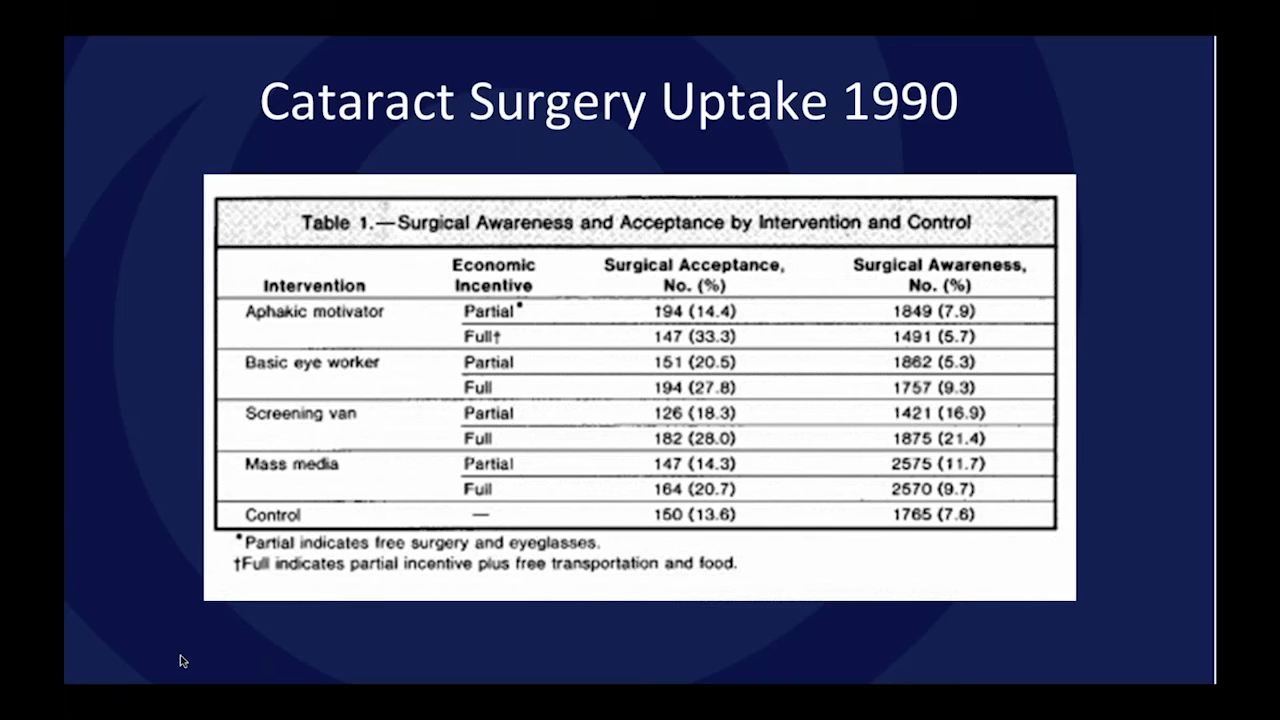 Cataract Surgery Uptake 1990
Table 1.—Surgical Awareness and Acceptance by Intervention and Control
Intervention Economic Incentive Surgical Acceptance, No. (%) Surgical Awareness, No. (%)
Aphakic motivator Partial* 194 (14.4) 1849 (7.9)
Full† 147 (33.3) 1491 (5.7)
Basic eye worker Partial 151 (20.5) 1862 (5.3)
Full 194 (27.8) 1757 (9.3)
Screening van Partial 126 (18.3) 1421 (16.9)
Full 182 (28.0) 1875 (21.4)
Mass media Partial 147 (14.3) 2575 (11.7)
Full 164 (20.7) 2570 (9.7)
Control — 150 (13.6) 1765 (7.6)
*Partial indicates free surgery and eyeglasses.
†Full indicates partial incentive plus free transportation and food.